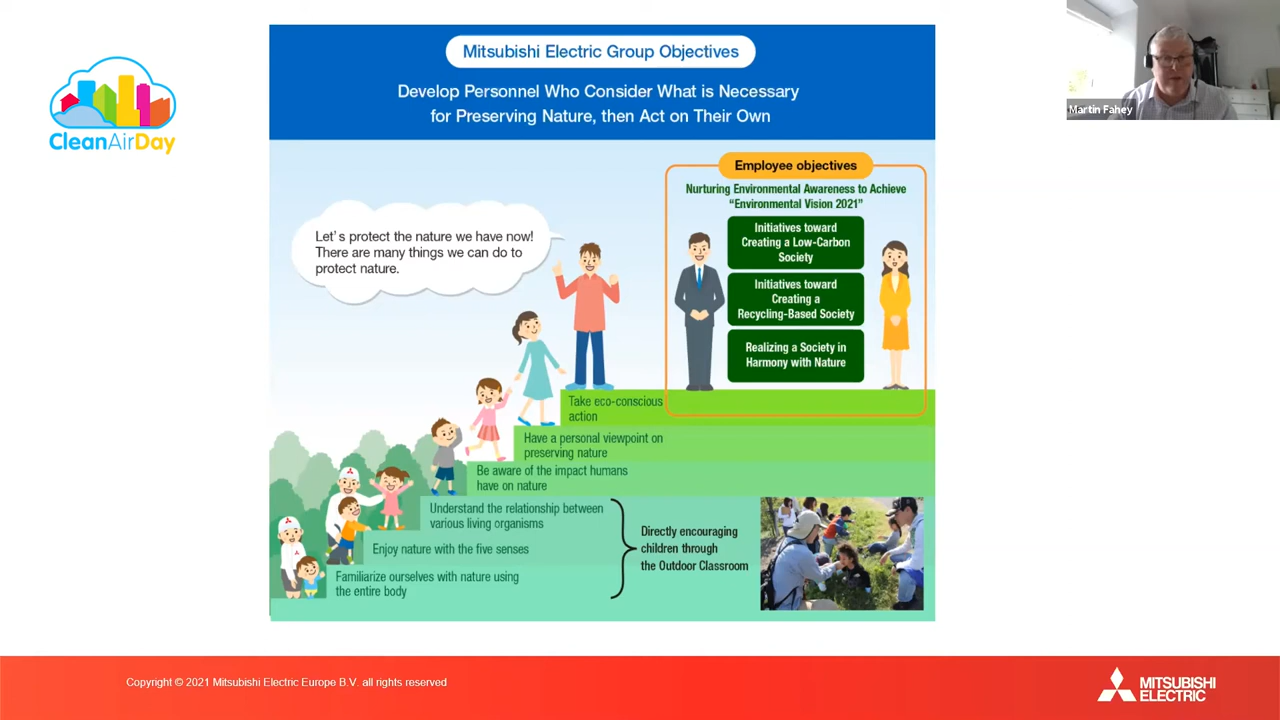 Mitsubishi Electric Group Objectives
Develop Personnel Who Consider What is Necessary
for Preserving Nature, then Act on Their Own
CleanAirDay
Martin Fahey
Employee objectives
Nurturing Environmental Awareness to Achieve
“Environmental Vision 2021”
Initiatives toward
Creating a Low-Carbon
Society
Initiatives toward
Creating a
Recycling-Based Society
Realizing a Society in
Harmony with Nature
Let's protect the nature we have now!
There are many things we can do to
protect nature.
Take eco-conscious
action
Have a personal viewpoint on
preserving nature
Be aware of the impact humans
have on nature
Understand the relationship between
various living organisms
Enjoy nature with the five senses
Familiarize ourselves with nature using
the entire body
Directly encouraging
children through
the Outdoor Classroom
Copyright © 2021 Mitsubishi Electric Europe B.V. all rights reserved
MITSUBISHI
ELECTRIC